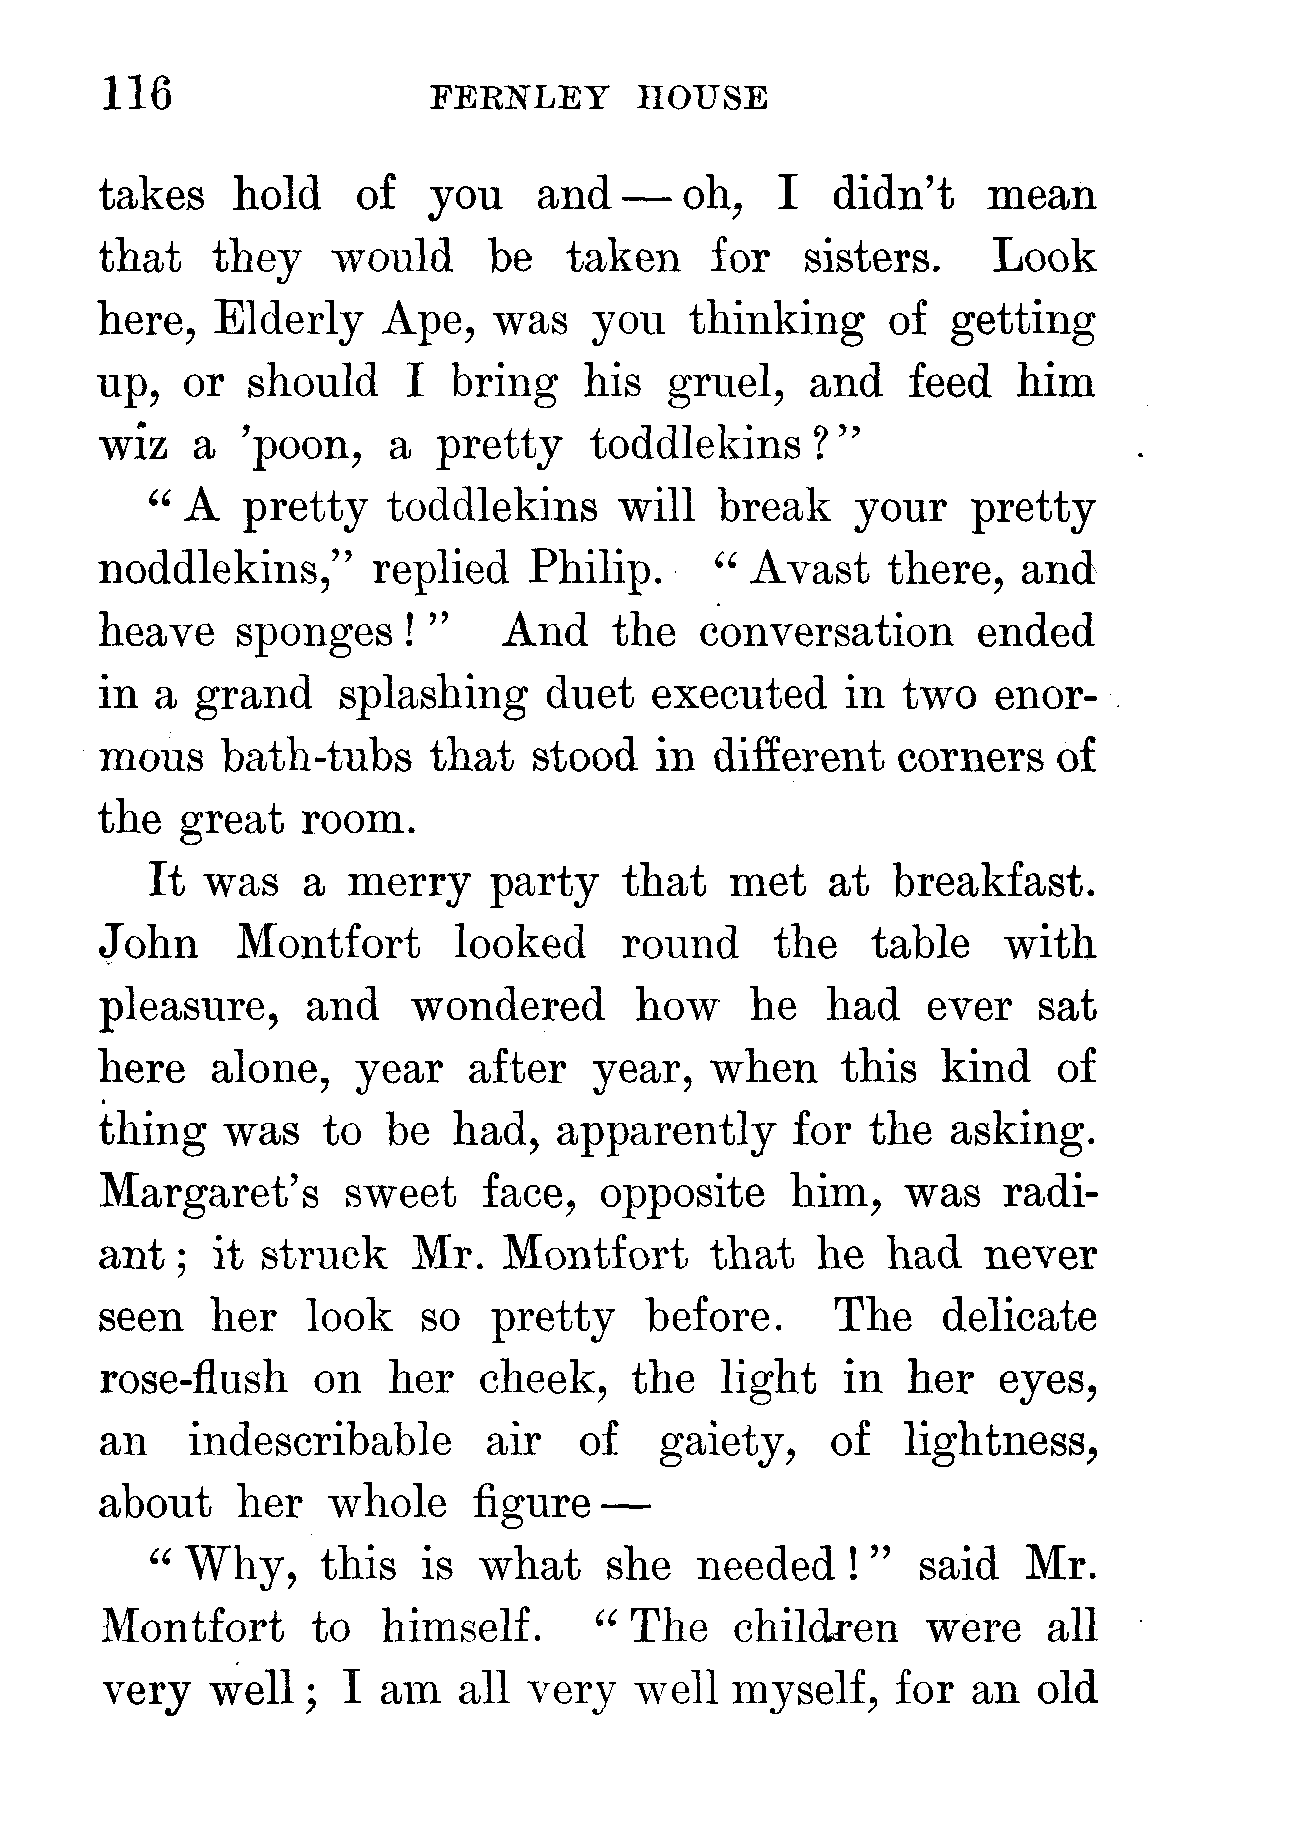 116 FERNLEY HOUSE
takes hold of you and — oh, I didn't mean
that they would be taken for sisters. Look
here, Elderly Ape, was you thinking of getting
up, or should I bring his gruel, and feed him
wiz a 'poon, a pretty toddlekins?"
"A pretty toddlekins will break your pretty
noddlekins," replied Philip. "Avast there, and
heave sponges!" And the conversation ended
in a grand splashing duet executed in two enor-
mous bath-tubs that stood in different corners of
the great room.
It was a merry party that met at breakfast.
John Montfort looked round the table with
pleasure, and wondered how he had ever sat
here alone, year after year, when this kind of
thing was to be had, apparently for the asking.
Margaret's sweet face, opposite him, was radi-
ant; it struck Mr. Montfort that he had never
seen her look so pretty before. The delicate
rose-flush on her cheek, the light in her eyes,
an indescribable air of gaiety, of lightness,
about her whole figure —
"Why, this is what she needed!" said Mr.
Montfort to himself. "The children were all
very well; I am all very well myself, for an old